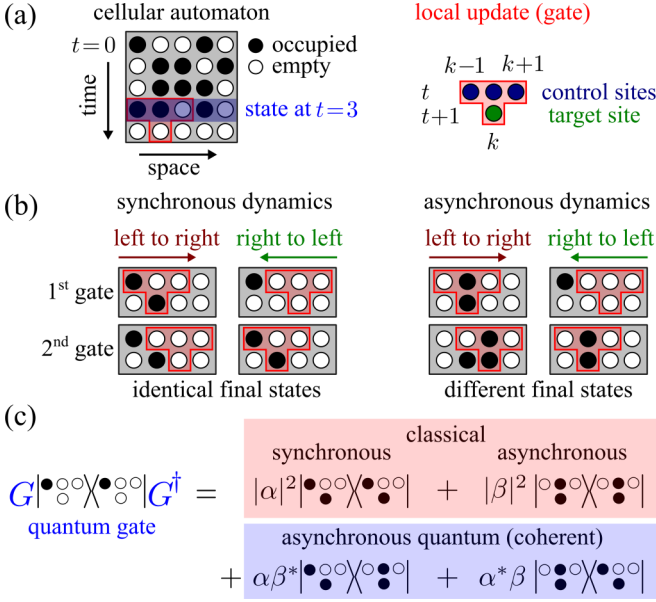 (a)
cellular automaton
t=0
time
occupied
empty
state at t=3
space
local update (gate)
k−1 k+1
t
control sites
t+1
target site
k
(b)
synchronous dynamics
left to right
right to left
1st gate
2nd gate
identical final states
asynchronous dynamics
left to right
right to left
different final states
(c)
G| ⟩⟨ |G† =
quantum gate
classical
synchronous asynchronous
|α|²| ⟩⟨ | + |β|²| ⟩⟨ |
asynchronous quantum (coherent)
+ αβ*| ⟩⟨ | + α*β| ⟩⟨ |